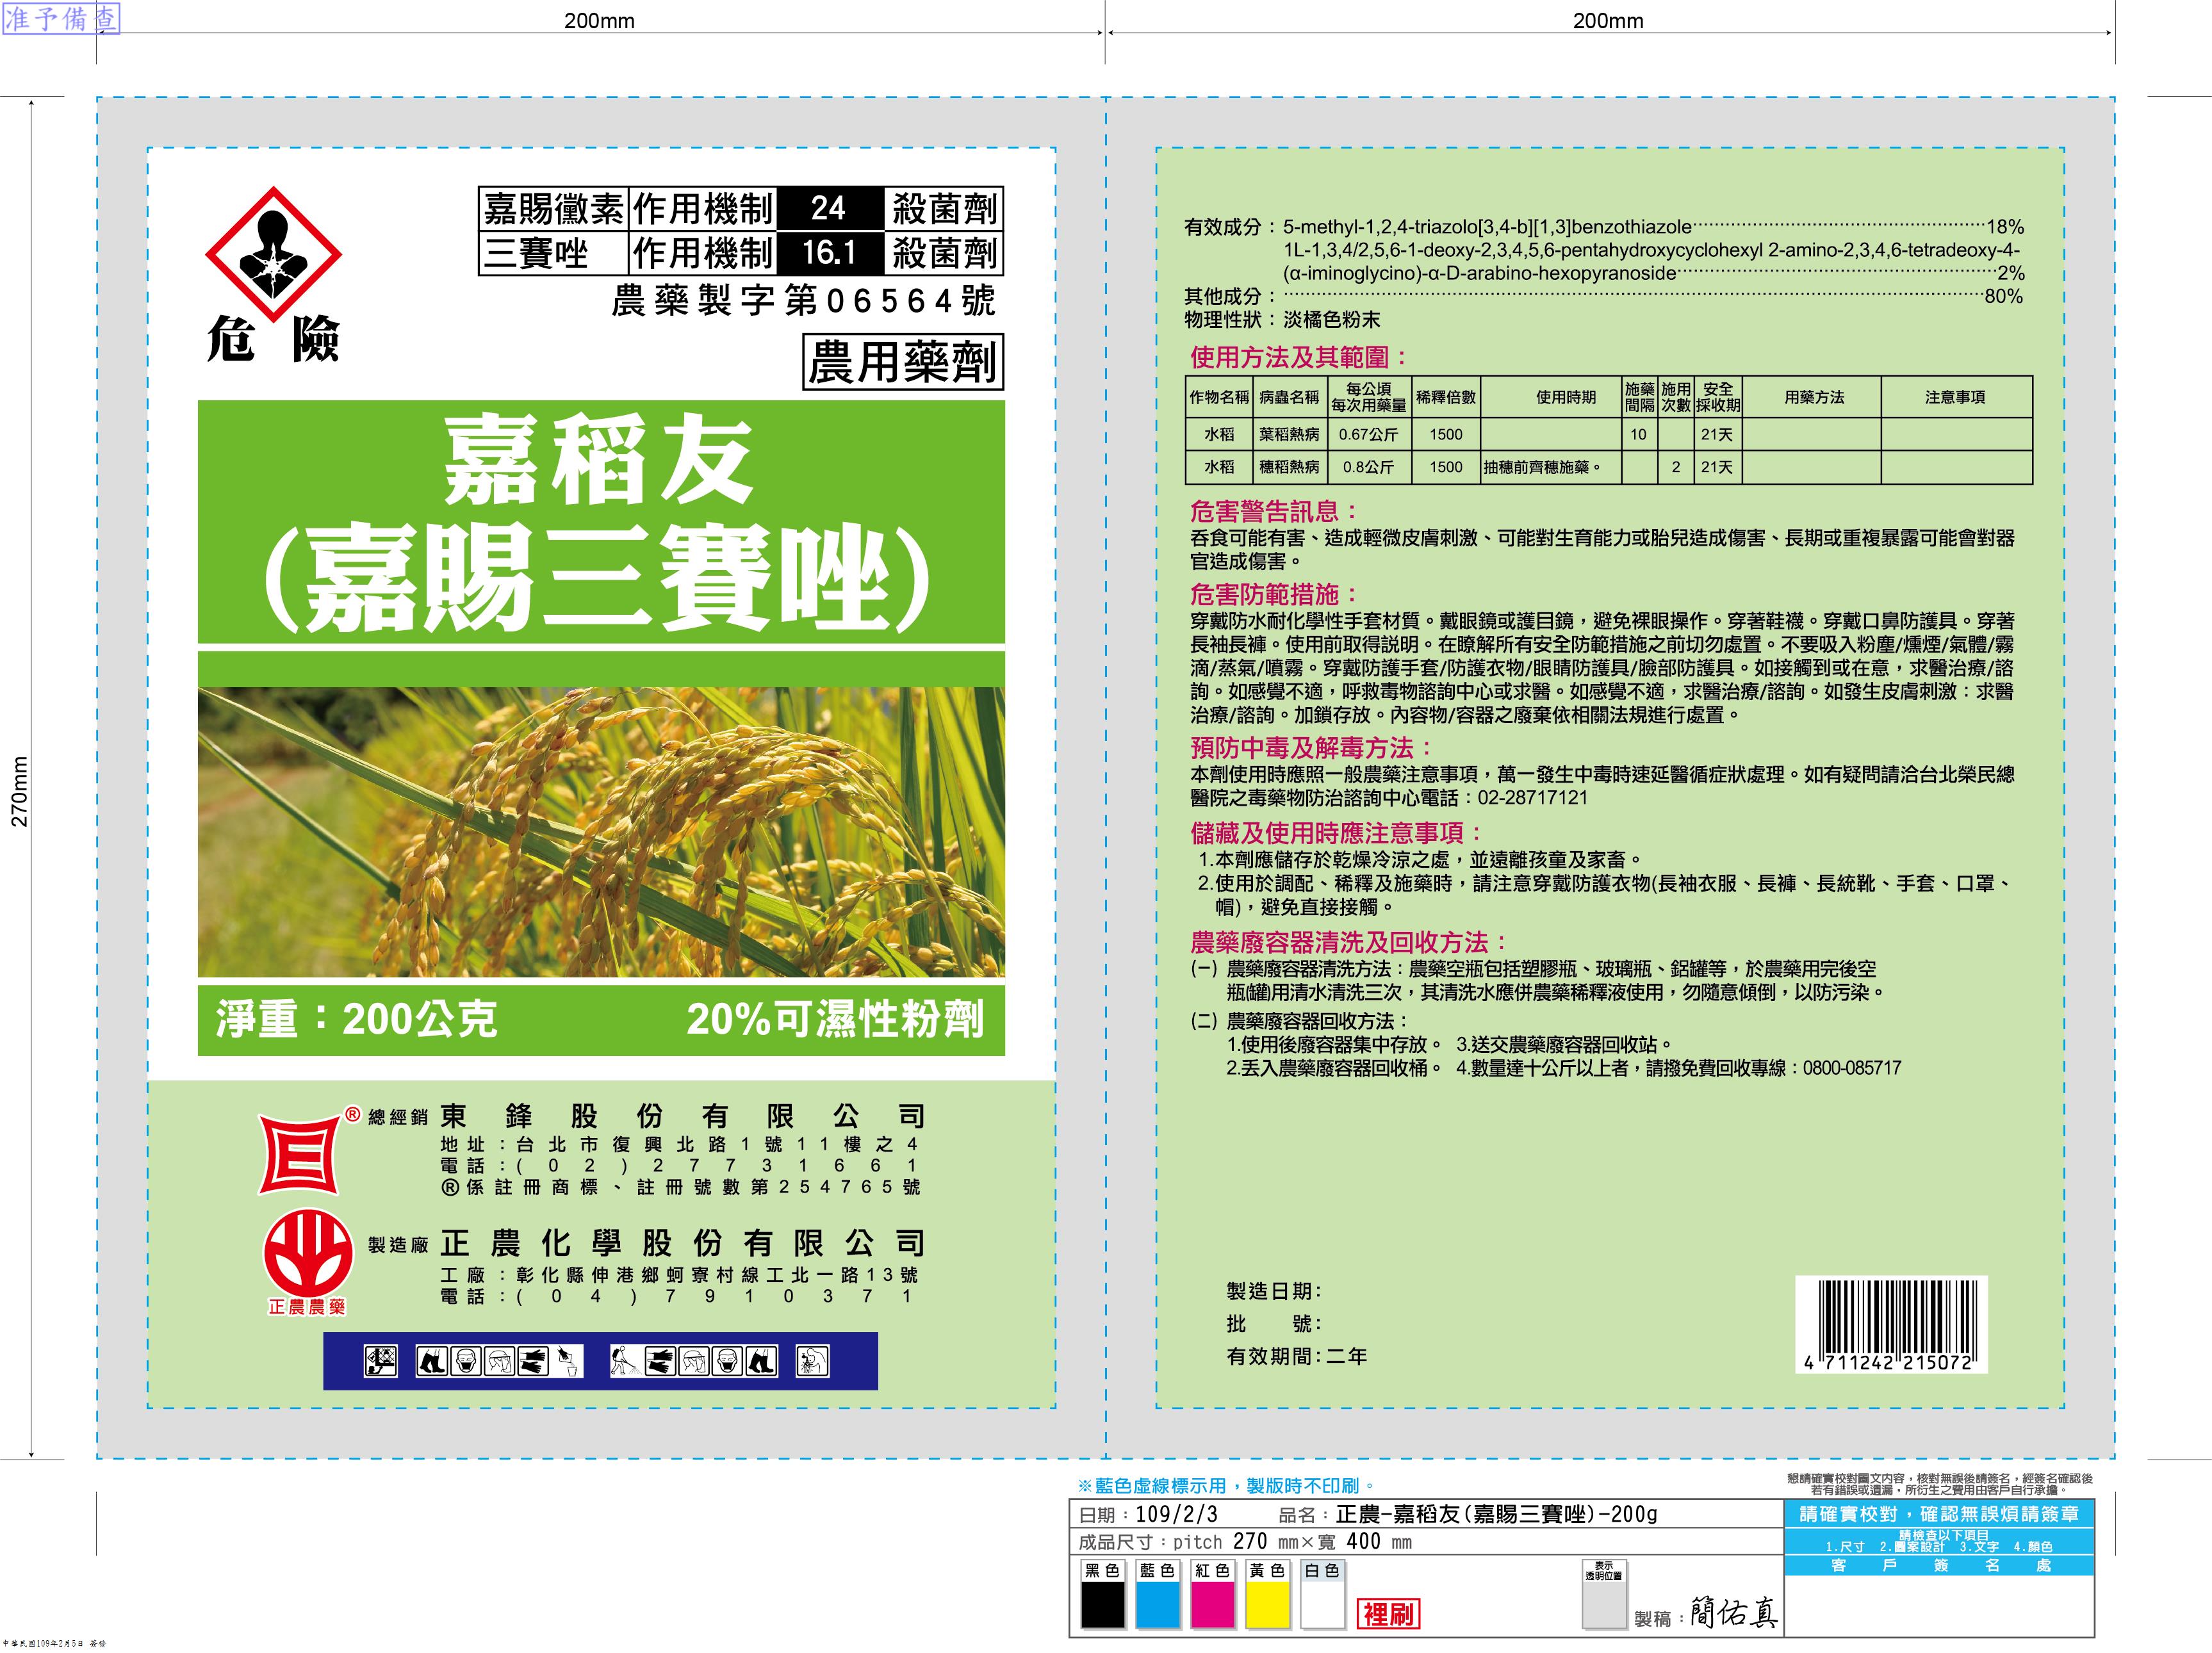 准予備查
200mm
200mm
270mm
危險
嘉賜黴素 作用機制 24 殺菌劑
三賽唑 作用機制 16.1 殺菌劑
農藥製字第06564號
農用藥劑
嘉稻友
(嘉賜三賽唑)
淨重：200公克 20%可濕性粉劑
® 總經銷 東鋒股份有限公司
地址：台北市復興北路1號11樓之4
電話：(02)27731661
®係註冊商標、註冊號數第254765號
製造廠 正農化學股份有限公司
工廠：彰化縣伸港鄉蚵寮村線工北一路13號
電話：(04)7910371
正農農藥
有效成分：5-methyl-1,2,4-triazolo[3,4-b][1,3]benzothiazole⋯⋯18%
1L-1,3,4/2,5,6-1-deoxy-2,3,4,5,6-pentahydroxycyclohexyl 2-amino-2,3,4,6-tetradeoxy-4-
(α-iminoglycino)-α-D-arabino-hexopyranoside⋯⋯2%
其他成分：⋯⋯80%
物理性狀：淡橘色粉末
使用方法及其範圍：
作物名稱 病蟲名稱 每公頃每次用藥量 稀釋倍數 使用時期 施藥間隔 施用次數 安全採收期 用藥方法 注意事項
水稻 葉稻熱病 0.67公斤 1500 10 21天
水稻 穗稻熱病 0.8公斤 1500 抽穗前齊穗施藥。 2 21天
危害警告訊息：
吞食可能有害、造成輕微皮膚刺激、可能對生育能力或胎兒造成傷害、長期或重複暴露可能會對器
官造成傷害。
危害防範措施：
穿戴防水耐化學性手套材質。戴眼鏡或護目鏡，避免裸眼操作。穿著鞋襪。穿戴口鼻防護具。穿著
長袖長褲。使用前取得說明。在瞭解所有安全防範措施之前切勿處置。不要吸入粉塵/燻煙/氣體/霧
滴/蒸氣/噴霧。穿戴防護手套/防護衣物/眼睛防護具/臉部防護具。如接觸到或在意，求醫治療/諮
詢。如感覺不適，呼救毒物諮詢中心或求醫。如感覺不適，求醫治療/諮詢。如發生皮膚刺激：求醫
治療/諮詢。加鎖存放。內容物/容器之廢棄依相關法規進行處置。
預防中毒及解毒方法：
本劑使用時應照一般農藥注意事項，萬一發生中毒時速延醫循症狀處理。如有疑問請洽台北榮民總
醫院之毒藥物防治諮詢中心電話：02-28717121
儲藏及使用時應注意事項：
1.本劑應儲存於乾燥冷涼之處，並遠離孩童及家畜。
2.使用於調配、稀釋及施藥時，請注意穿戴防護衣物(長袖衣服、長褲、長統靴、手套、口罩、
帽)，避免直接接觸。
農藥廢容器清洗及回收方法：
(一) 農藥廢容器清洗方法：農藥空瓶包括塑膠瓶、玻璃瓶、鋁罐等，於農藥用完後空
瓶(罐)用清水清洗三次，其清洗水應併農藥稀釋液使用，勿隨意傾倒，以防污染。
(二) 農藥廢容器回收方法：
1.使用後廢容器集中存放。 3.送交農藥廢容器回收站。
2.丟入農藥廢容器回收桶。 4.數量達十公斤以上者，請撥免費回收專線：0800-085717
製造日期：
批 號：
有效期間：二年
4 711242 215072
※藍色虛線標示用，製版時不印刷。
懇請確實校對圖文內容，核對無誤後請簽名，經簽名確認後
若有錯誤或遺漏，所衍生之費用由客戶自行承擔。
日期：109/2/3 品名：正農-嘉稻友(嘉賜三賽唑)-200g
成品尺寸：pitch 270 mm×寬 400 mm
黑色 藍色 紅色 黃色 白色
裡刷
表示透明位置
製稿：簡佑真
請確實校對，確認無誤煩請簽章
請檢查以下項目
1.尺寸 2.圖案設計 3.文字 4.顏色
客戶簽名處
中華民國109年2月5日 簽發